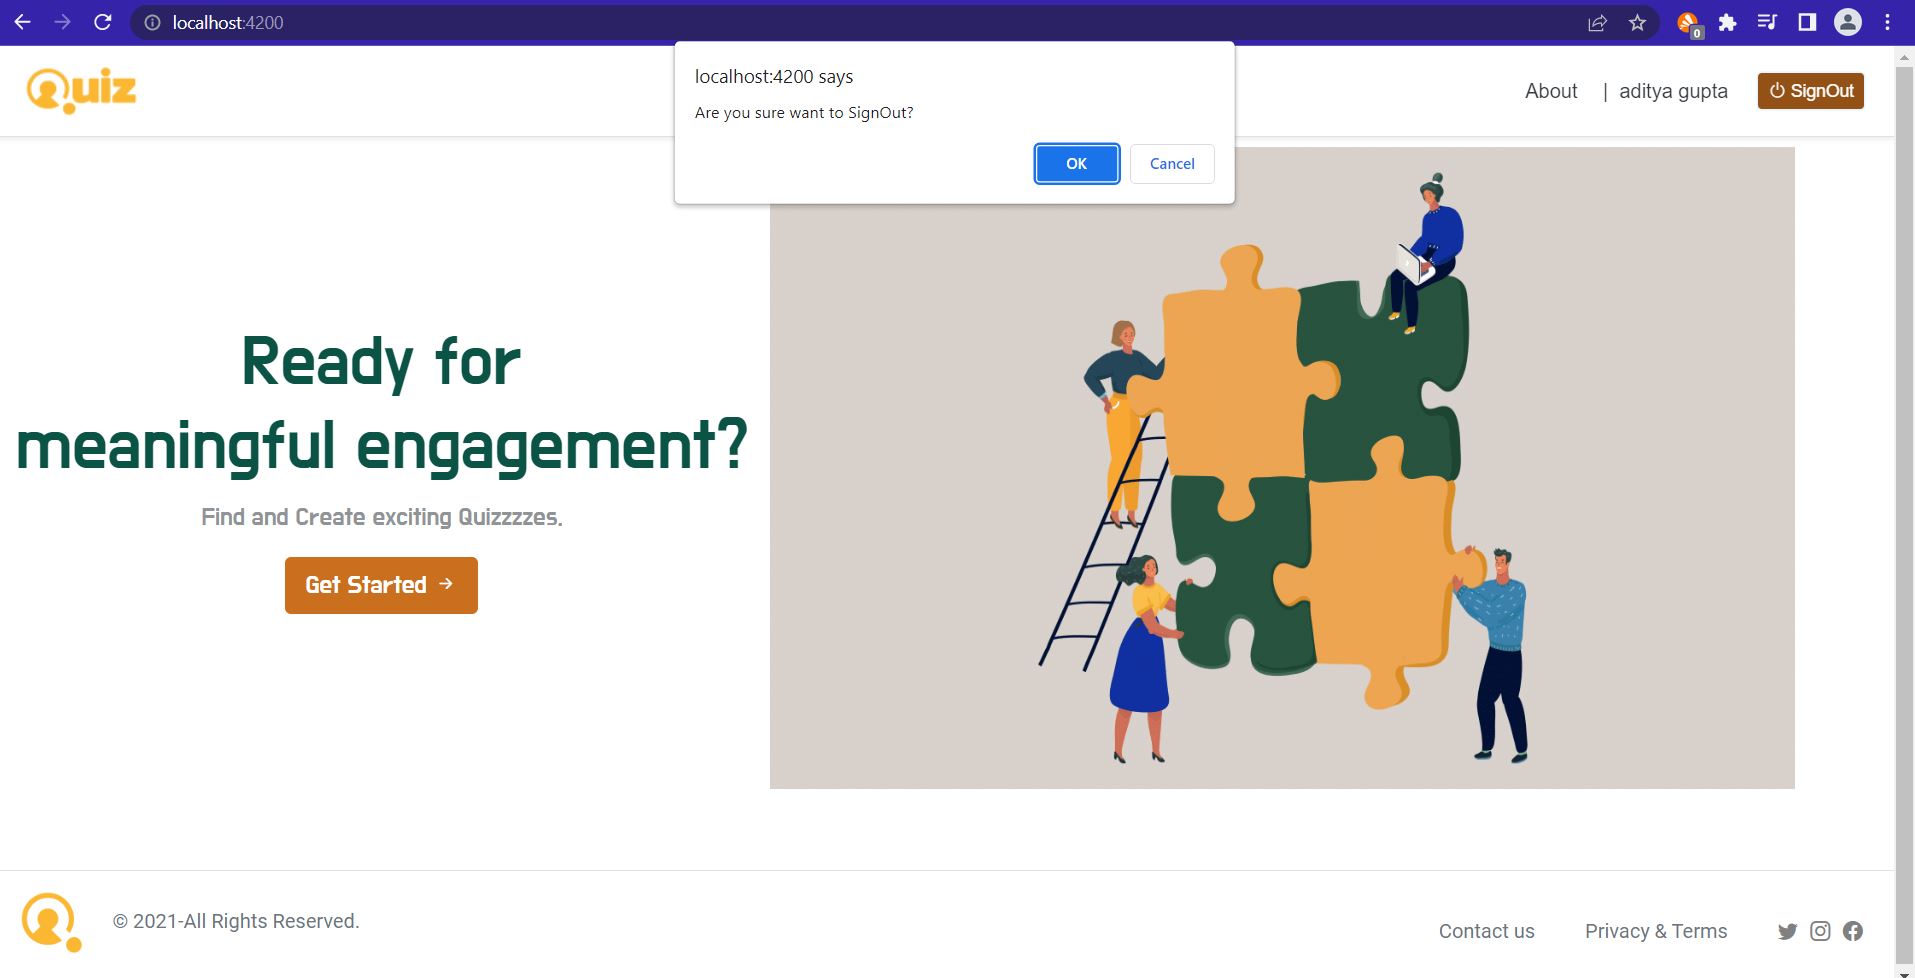 localhost:4200
0
localhost:4200 says
Are you sure want to SignOut?
OK
Cancel
Quiz
About | aditya gupta
SignOut
Ready for
meaningful engagement?
Find and Create exciting Quizzzzes.
Get Started →
© 2021-All Rights Reserved.
Contact us
Privacy & Terms